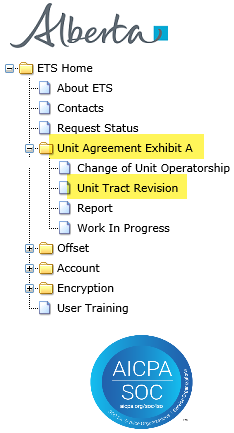 Alberta
ETS Home
About ETS
Contacts
Request Status
Unit Agreement Exhibit A
Change of Unit Operatorship
Unit Tract Revision
Report
Work In Progress
Offset
Account
Encryption
User Training
AICPA
SOC
aicpa.org/soc4so